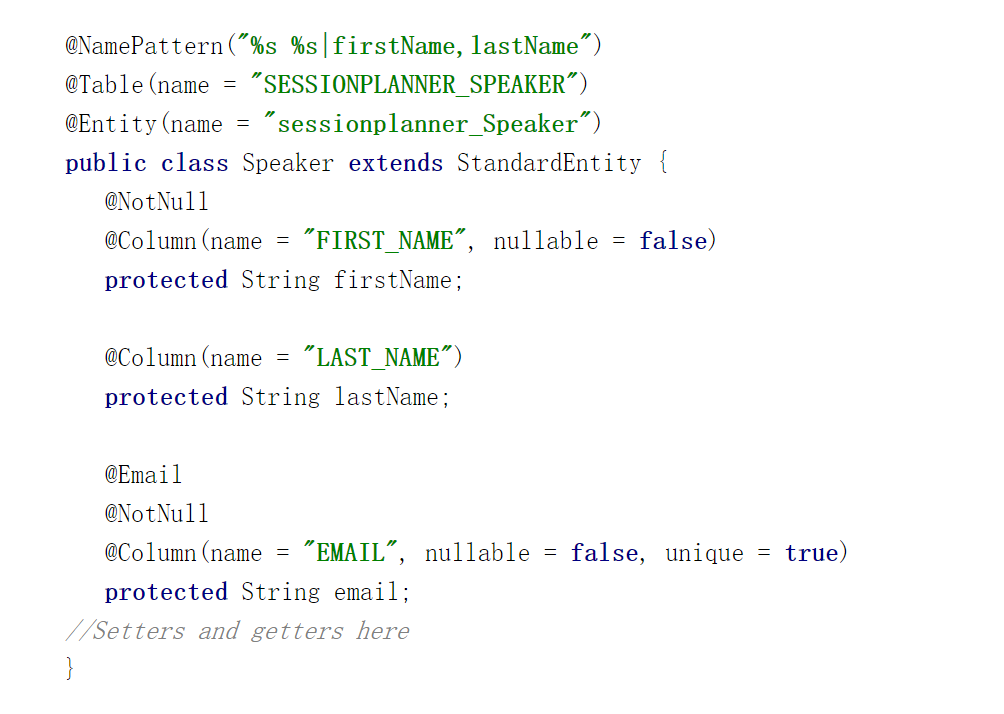 @NamePattern("%s %s|firstName,lastName")
@Table(name = "SESSIONPLANNER_SPEAKER")
@Entity(name = "sessionplanner_Speaker")
public class Speaker extends StandardEntity {
@NotNull
@Column(name = "FIRST_NAME", nullable = false)
protected String firstName;
@Column(name = "LAST_NAME")
protected String lastName;
@Email
@NotNull
@Column(name = "EMAIL", nullable = false, unique = true)
protected String email;
//Setters and getters here
}